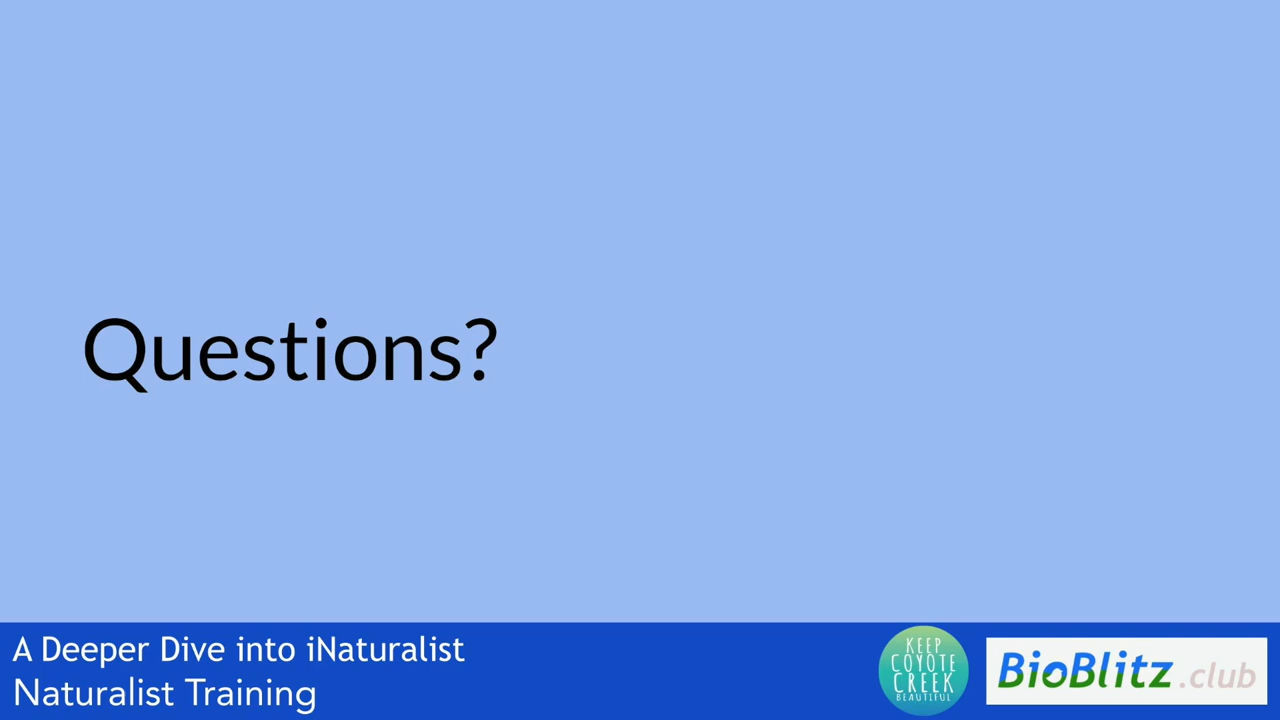 Questions?
A Deeper Dive into iNaturalist
Naturalist Training
KEEP
COYOTE
CREEK
BEAUTIFUL
BioBlitz.club